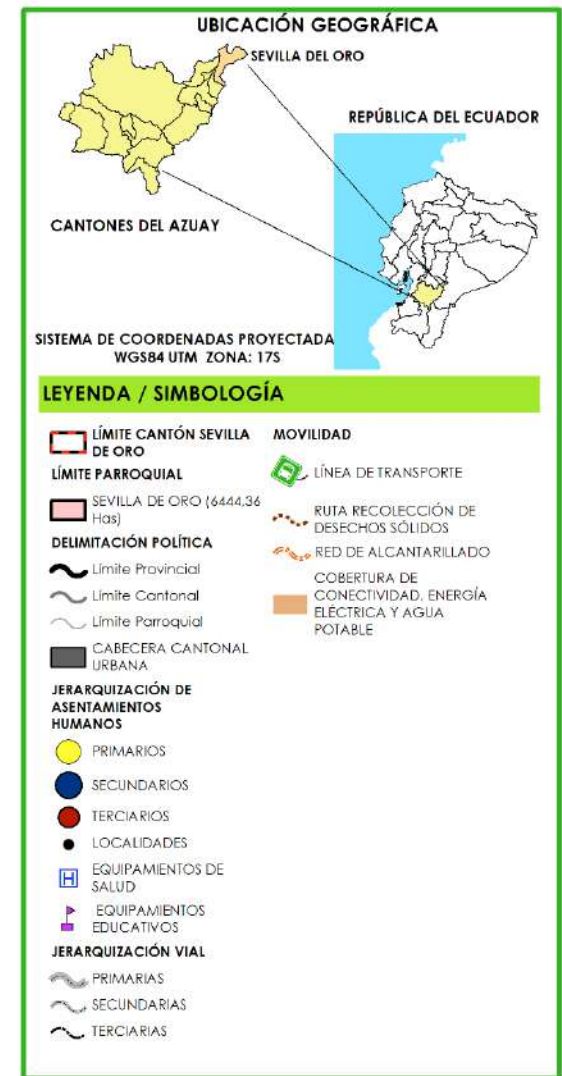 UBICACIÓN GEOGRÁFICA
SEVILLA DEL ORO
REPÚBLICA DEL ECUADOR
CANTONES DEL AZUAY
SISTEMA DE COORDENADAS PROYECTADA
WGS84 UTM ZONA: 17S
LEYENDA / SIMBOLOGÍA
LÍMITE CANTÓN SEVILLA
DE ORO
LÍMITE PARROQUIAL
SEVILLA DE ORO (6444,36
Has)
DELIMITACIÓN POLÍTICA
Límite Provincial
Límite Cantonal
Límite Parroquial
CABECERA CANTONAL
URBANA
JERARQUIZACIÓN DE
ASENTAMIENTOS
HUMANOS
PRIMARIOS
SECUNDARIOS
TERCIARIOS
LOCALIDADES
H
EQUIPAMIENTOS DE
SALUD
EQUIPAMIENTOS
EDUCATIVOS
JERARQUIZACIÓN VIAL
PRIMARIAS
SECUNDARIAS
TERCIARIAS
MOVILIDAD
LÍNEA DE TRANSPORTE
RUTA RECOLECCIÓN DE
DESECHOS SÓLIDOS
RED DE ALCANTARILLADO
COBERTURA DE
CONECTIVIDAD, ENERGÍA
ELÉCTRICA Y AGUA
POTABLE